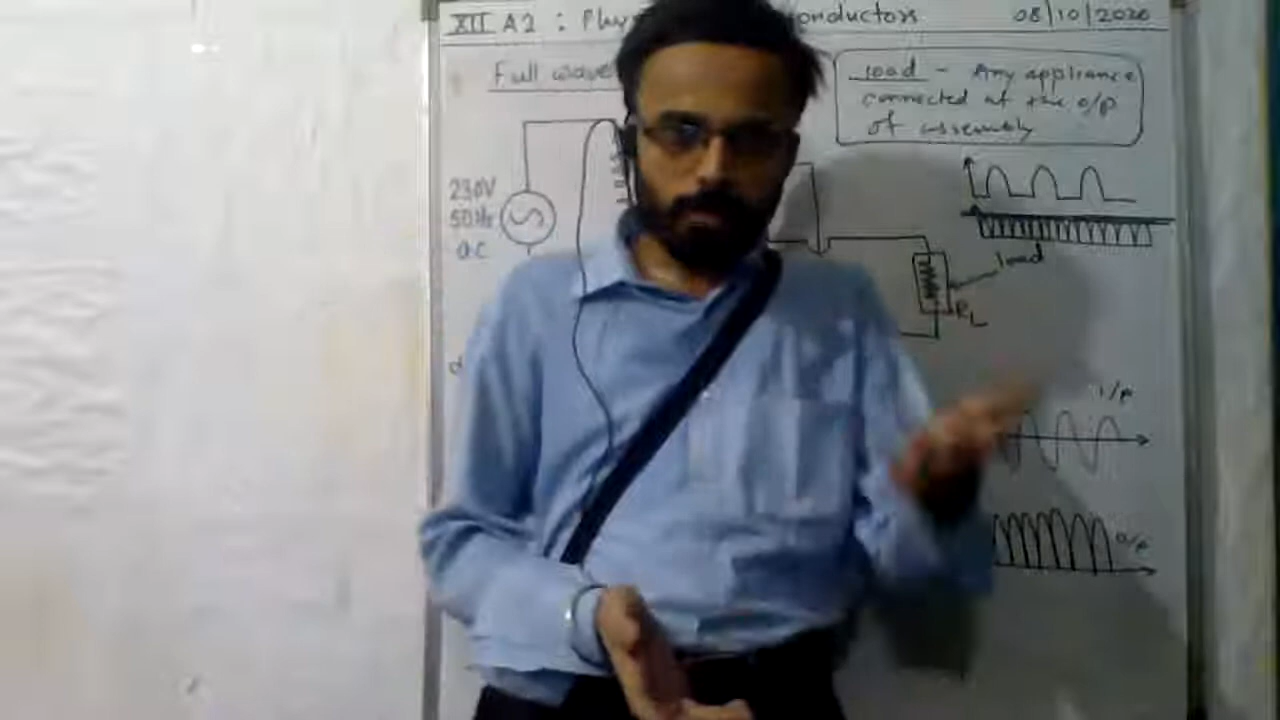 XII A2 : Phy onductors 08/10/2020
Full wave
Load - Any appliance
connected at the o/p
of assembly
230V
50Hz
a.c
load
RL
I/P
O/P